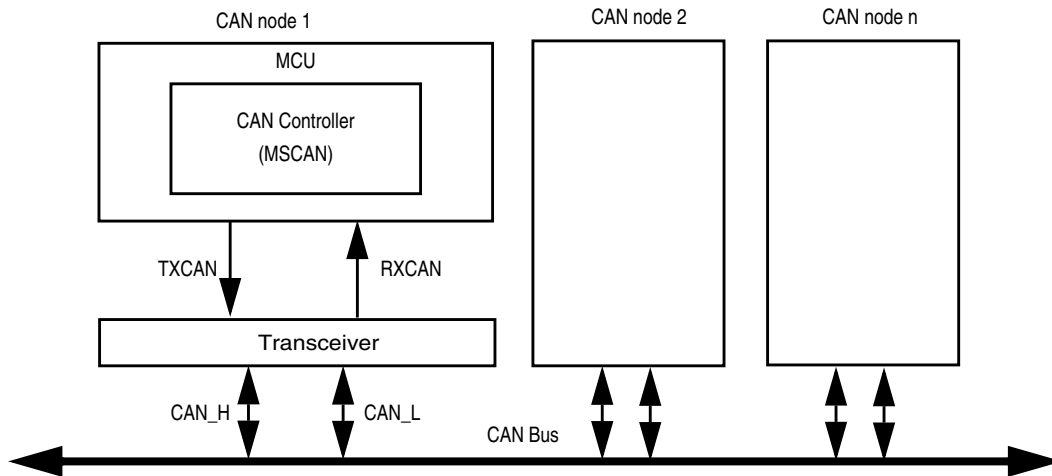 CAN node 1
CAN node 2
CAN node n
MCU
CAN Controller
(MSCAN)
TXCAN
RXCAN
Transceiver
CAN_H
CAN_L
CAN Bus